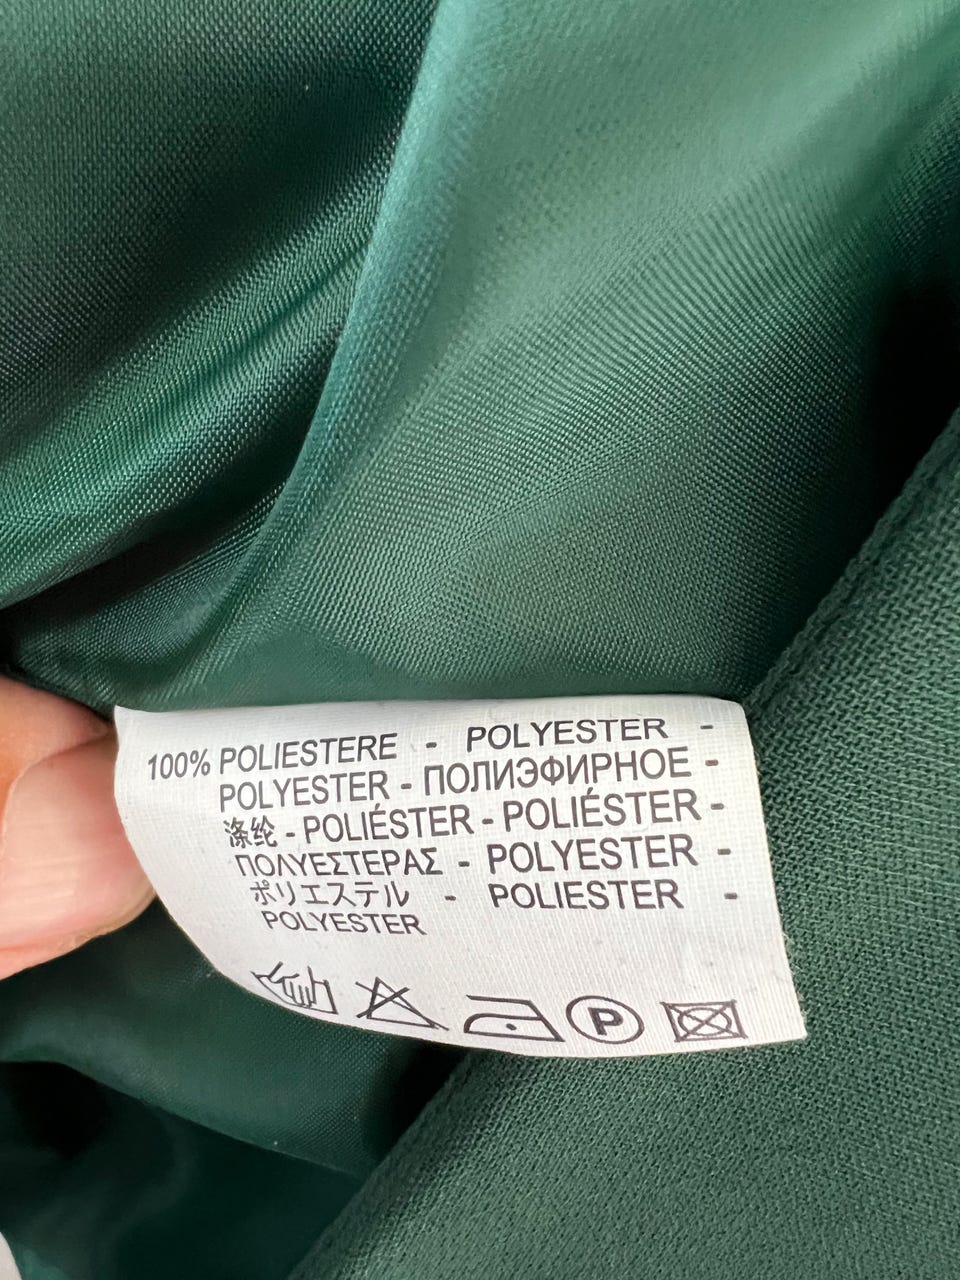 100% POLIESTERE - POLYESTER -
POLYESTER - ПОЛИЭФИРНОЕ -
涤纶 - POLIÉSTER - POLIÉSTER -
ΠΟΛΥΕΣΤΕΡΑΣ - POLYESTER -
ポリエステル - POLIESTER -
POLYESTER
P